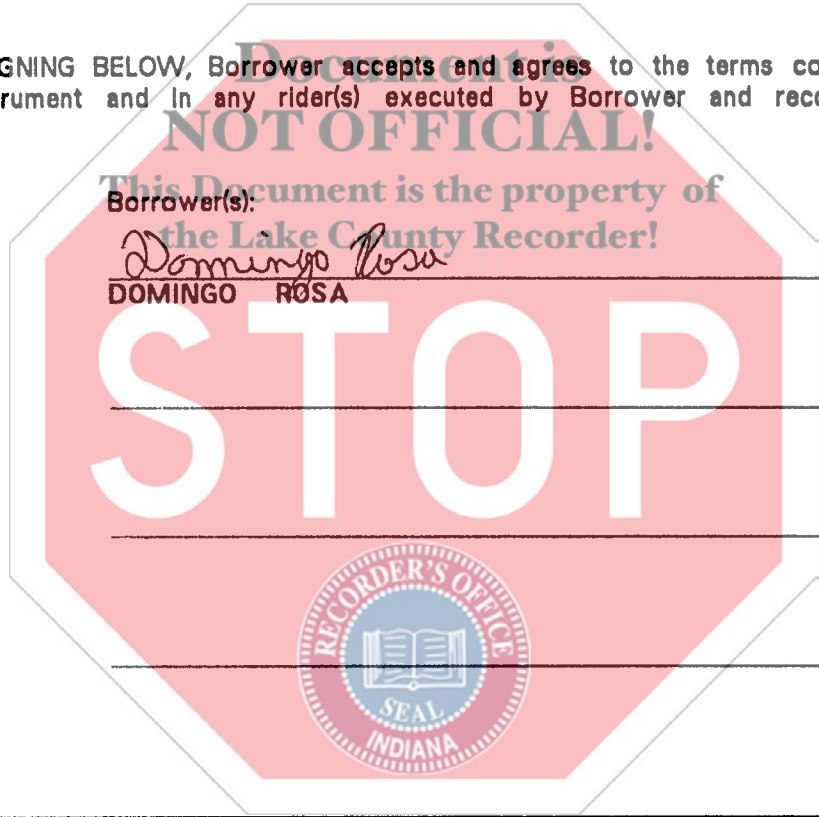 Document is
GNING BELOW, Borrower accepts and agrees to the terms co
rument and in any rider(s) executed by Borrower and reco
NOT OFFICIAL!
This Document is the property of
Borrower(s):
the Lake County Recorder!
Domingo Rosa
DOMINGO ROSA
STOP
RECORDER'S OFFICE
SEAL
INDIANA